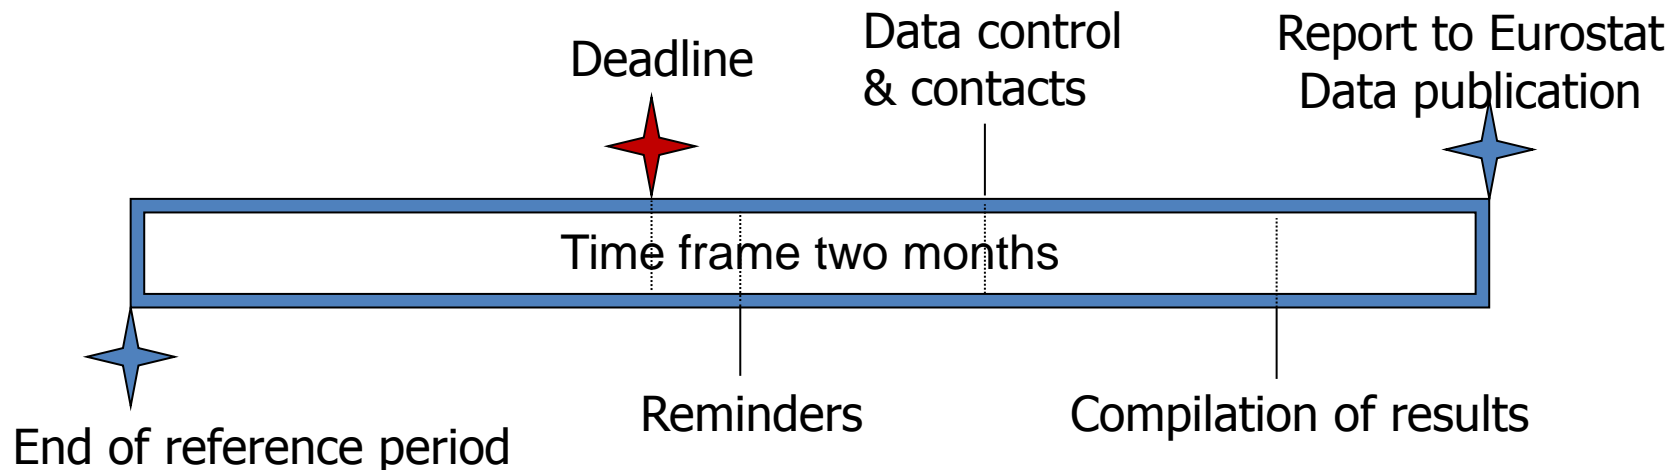 Deadline
Data control
& contacts
Report to Eurostat
Data publication
Time frame two months
Reminders
Compilation of results
End of reference period